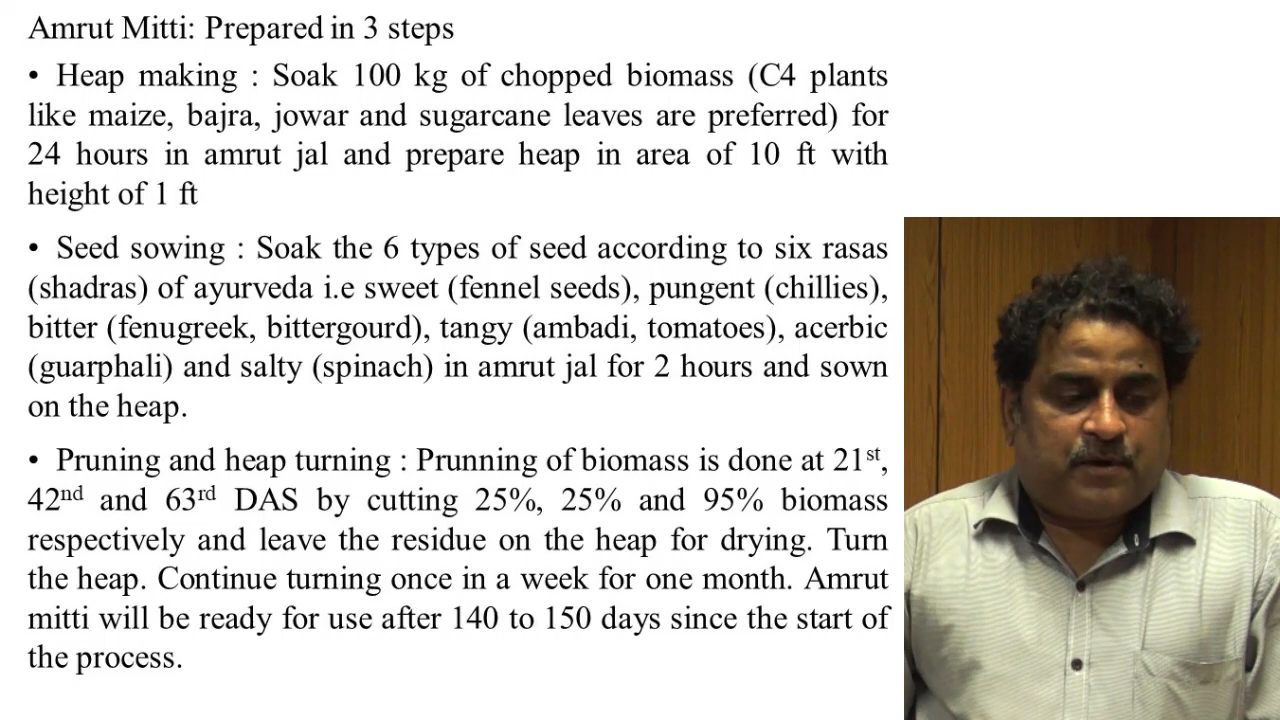 Amrut Mitti: Prepared in 3 steps
• Heap making : Soak 100 kg of chopped biomass (C4 plants
like maize, bajra, jowar and sugarcane leaves are preferred) for
24 hours in amrut jal and prepare heap in area of 10 ft with
height of 1 ft
• Seed sowing : Soak the 6 types of seed according to six rasas
(shadras) of ayurveda i.e sweet (fennel seeds), pungent (chillies),
bitter (fenugreek, bittergourd), tangy (ambadi, tomatoes), acerbic
(guarphali) and salty (spinach) in amrut jal for 2 hours and sown
on the heap.
• Pruning and heap turning : Prunning of biomass is done at 21st,
42nd and 63rd DAS by cutting 25%, 25% and 95% biomass
respectively and leave the residue on the heap for drying. Turn
the heap. Continue turning once in a week for one month. Amrut
mitti will be ready for use after 140 to 150 days since the start of
the process.